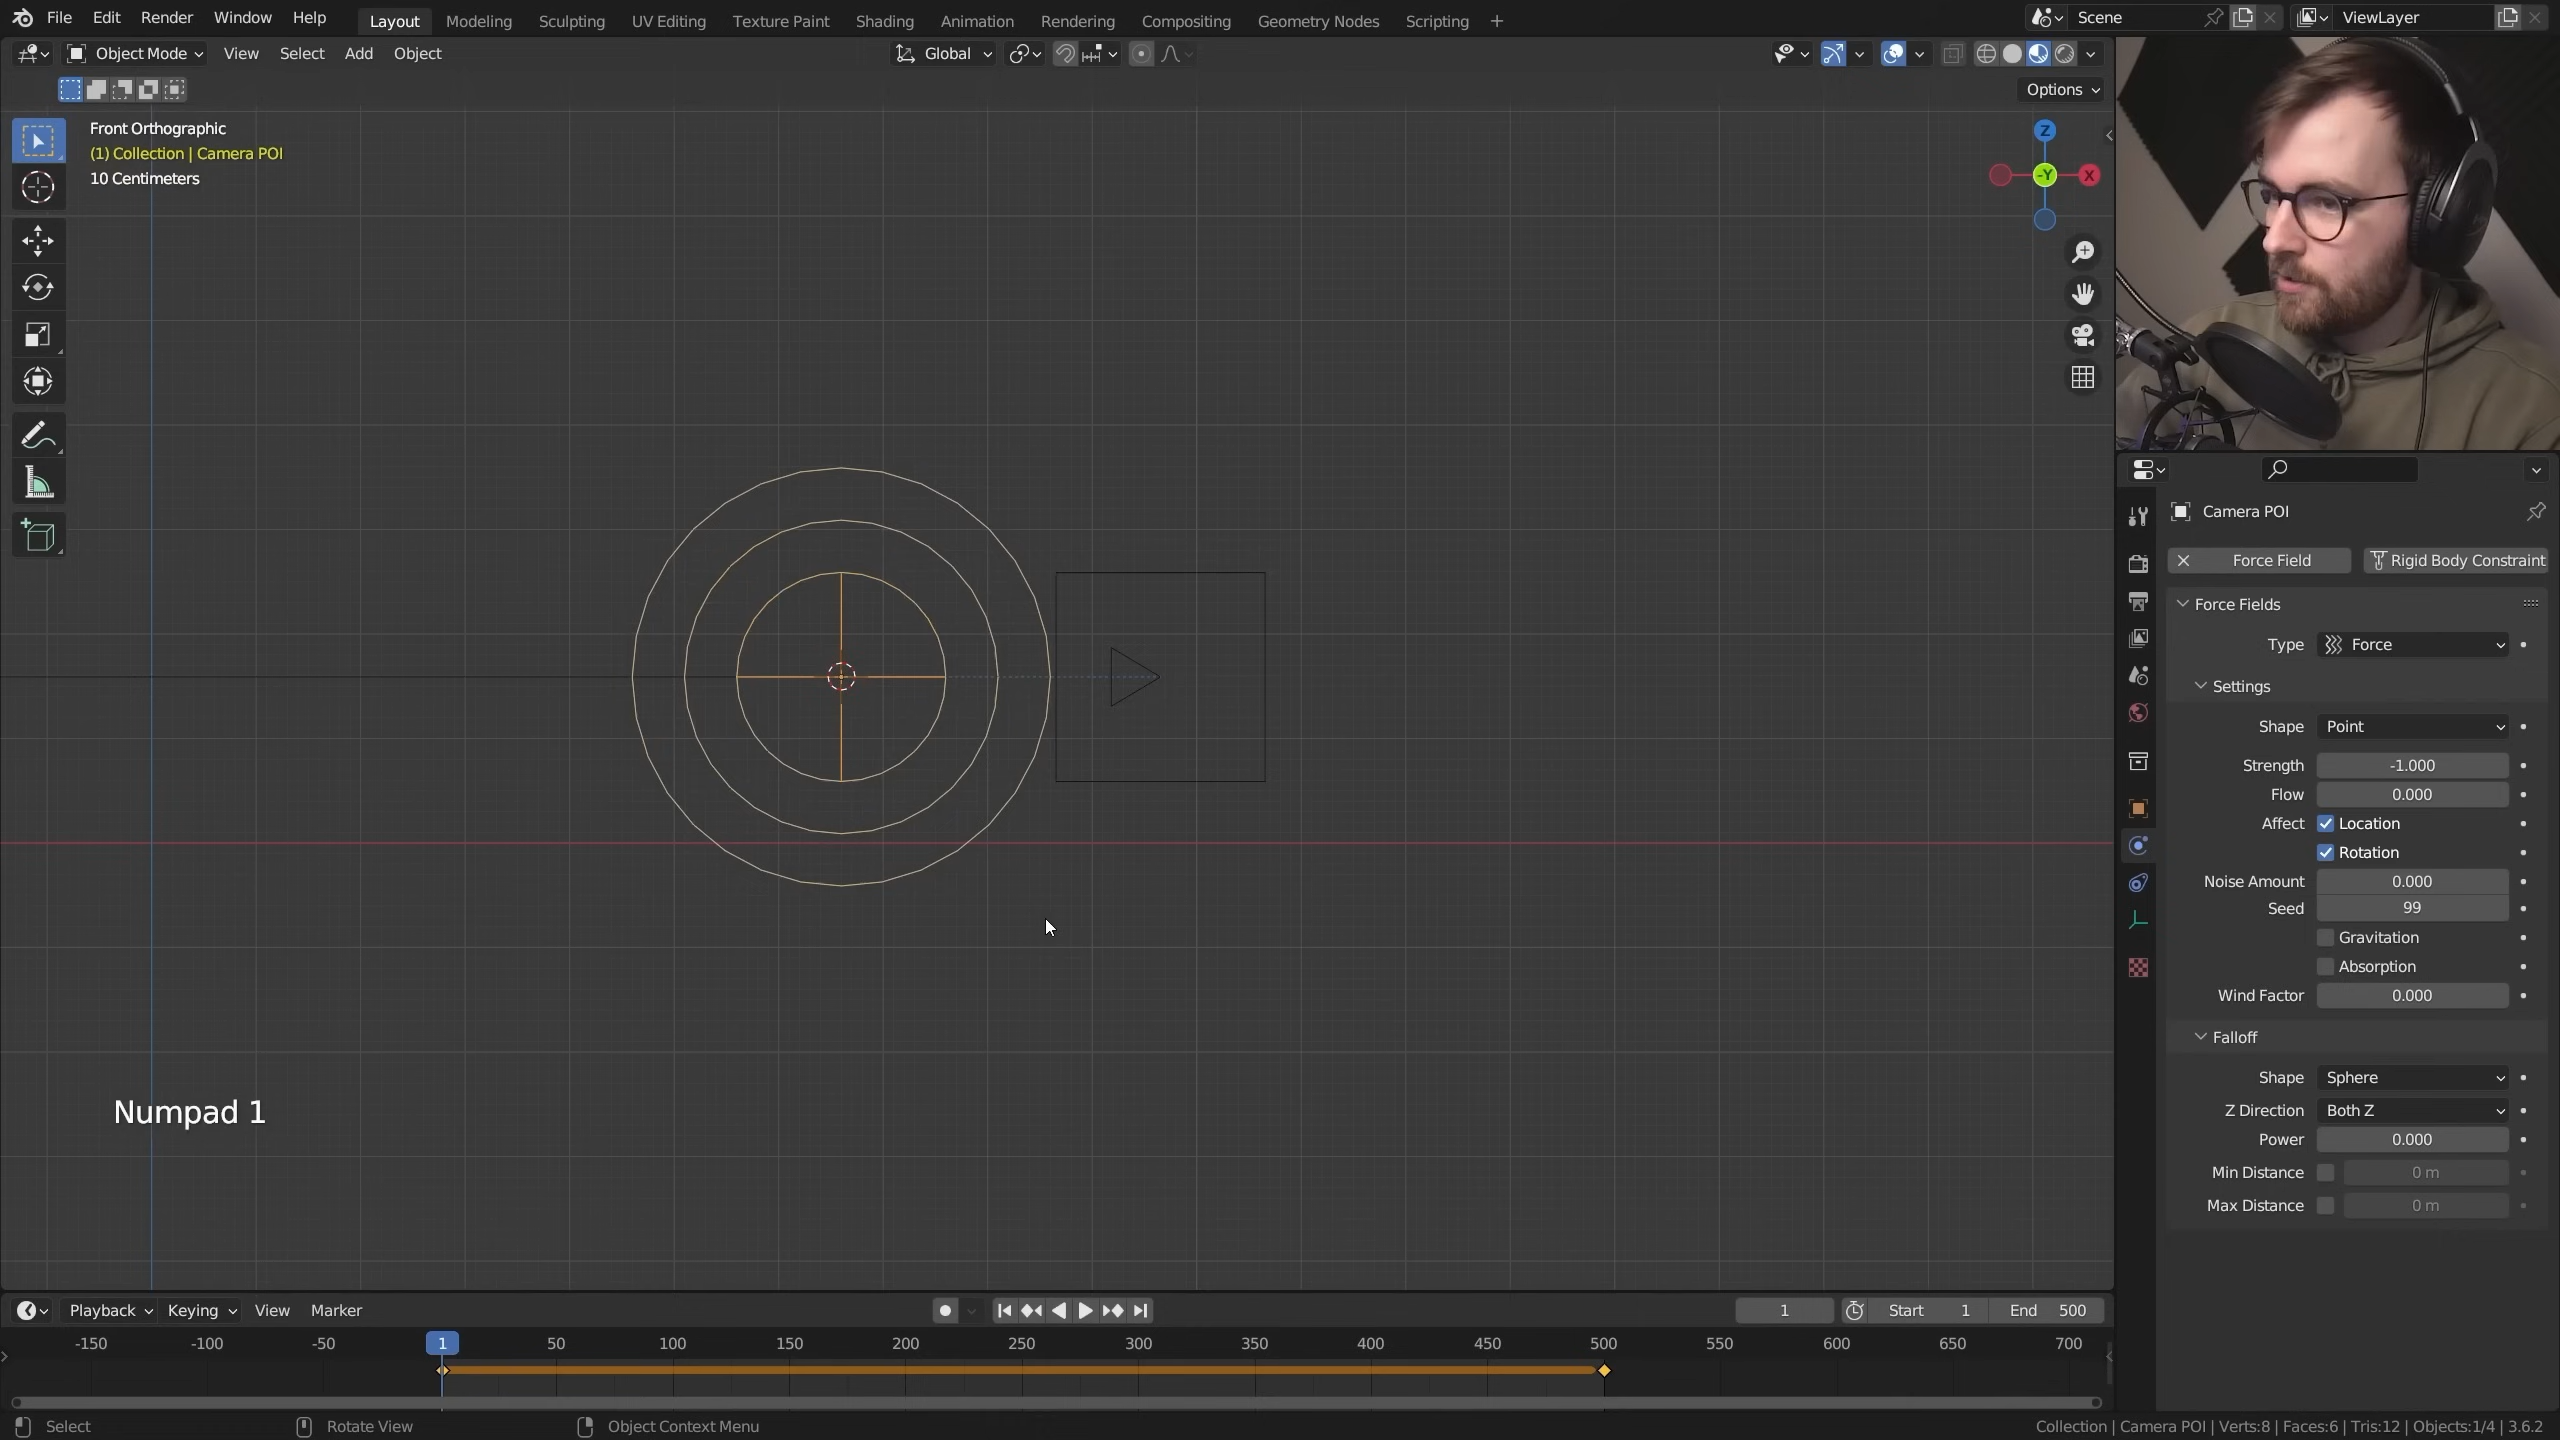 File Edit Render Window Help Layout Modeling Sculpting UV Editing Texture Paint Shading Animation Rendering Compositing Geometry Nodes Scripting + Scene ViewLayer
Object Mode View Select Add Object Global
Options
Front Orthographic
(1) Collection | Camera POI
10 Centimeters
Z
-Y X
Camera POI
Force Field Rigid Body Constraint
Force Fields
Type Force
Settings
Shape Point
Strength -1.000
Flow 0.000
Affect Location
Rotation
Noise Amount 0.000
Seed 99
Gravitation
Absorption
Wind Factor 0.000
Falloff
Shape Sphere
Z Direction Both Z
Power 0.000
Min Distance 0 m
Max Distance 0 m
Numpad 1
Playback Keying View Marker 1 Start 1 End 500
-150 -100 -50 1 50 100 150 200 250 300 350 400 450 500 550 600 650 700
Select Rotate View Object Context Menu Collection | Camera POI | Verts:8 | Faces:6 | Tris:12 | Objects:1/4 | 3.6.2